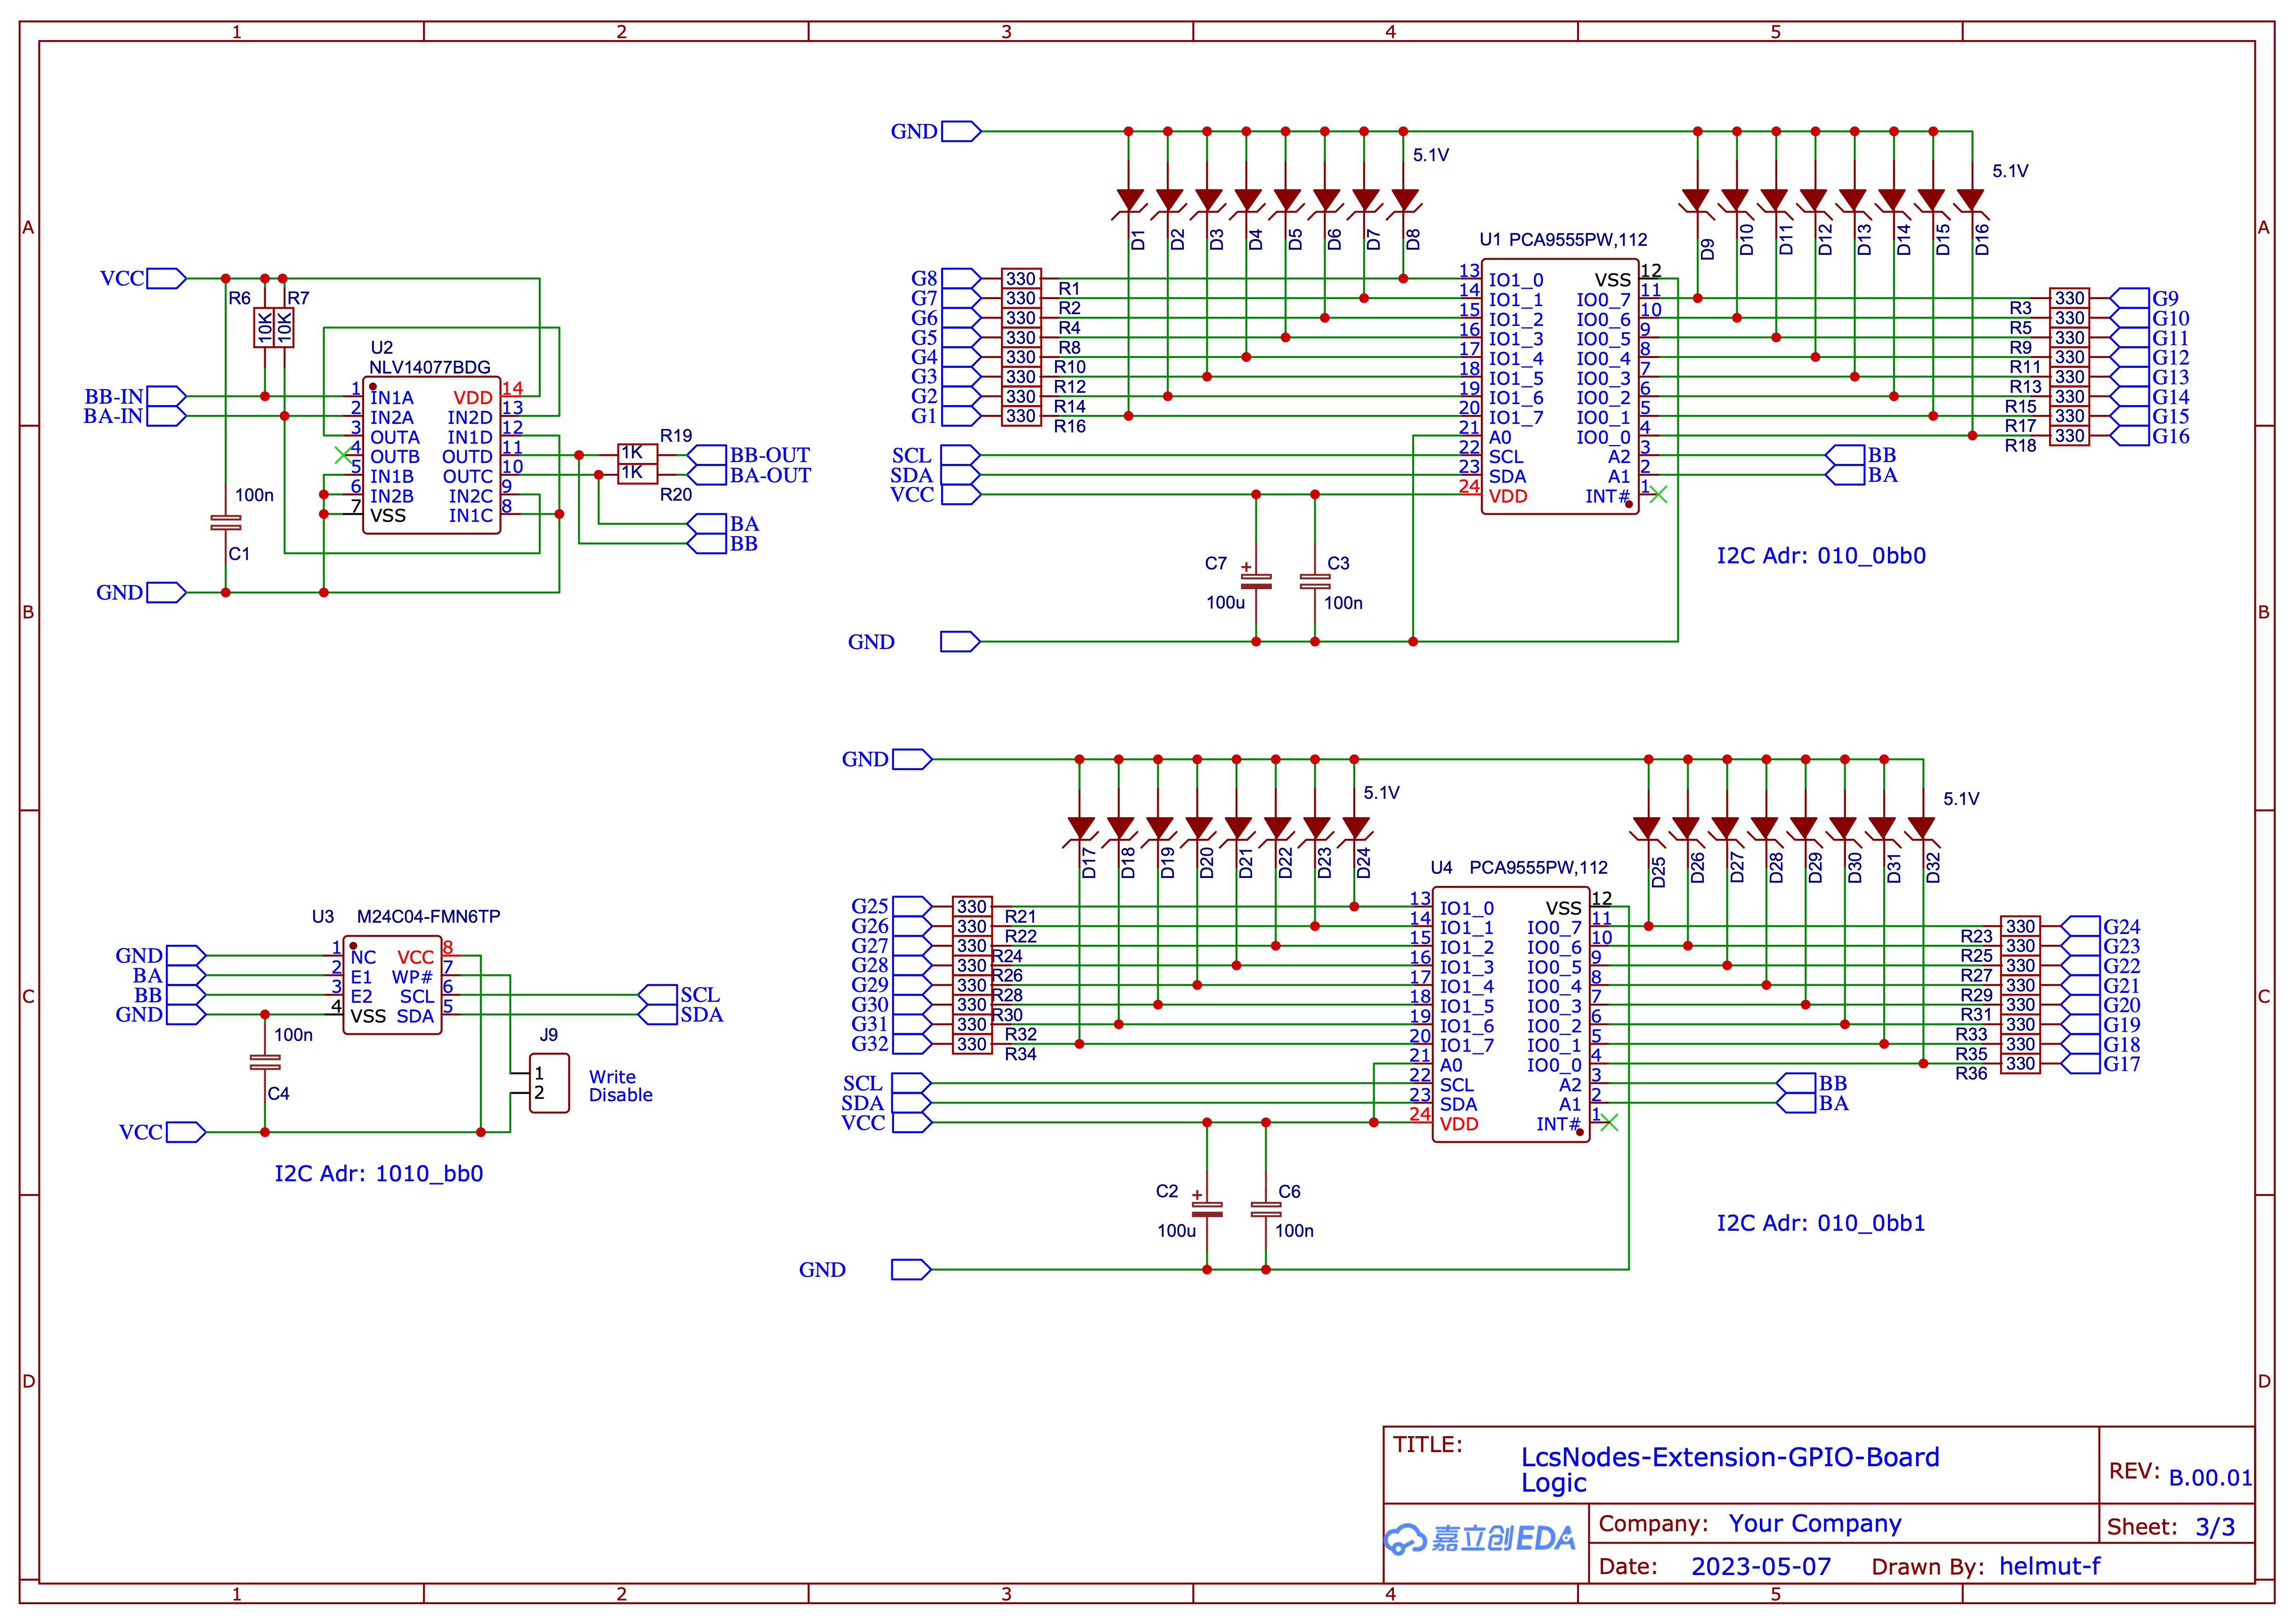 1 2 3 4 5
A
B
C
D
GND
5.1V
5.1V
D1 D2 D3 D4 D5 D6 D7 D8
D9 D10 D11 D12 D13 D14 D15 D16
U1 PCA9555PW,112
G8 330 R1
G7 330 R2
G6 330 R4
G5 330 R8
G4 330 R10
G3 330 R12
G2 330 R14
G1 330 R16
SCL
SDA
VCC
13 IO1_0 VSS 12
14 IO1_1 IO0_7 11
15 IO1_2 IO0_6 10
16 IO1_3 IO0_5 9
17 IO1_4 IO0_4 8
18 IO1_5 IO0_3 7
19 IO1_6 IO0_2 6
20 IO1_7 IO0_1 5
21 A0 IO0_0 4
22 SCL A2 3
23 SDA A1 2
24 VDD INT# 1
R3 330 G9
R5 330 G10
R9 330 G11
R11 330 G12
R13 330 G13
R15 330 G14
R17 330 G15
R18 330 G16
BB
BA
C7 + 100u
C3 100n
GND
I2C Adr: 010_0bb0
VCC
R6 10K
R7 10K
U2
NLV14077BDG
BB-IN
BA-IN
1 IN1A VDD 14
2 IN2A IN2D 13
3 OUTA IN1D 12
4 OUTB OUTD 11
5 IN1B OUTC 10
6 IN2B IN2C 9
7 VSS IN1C 8
R19
1K BB-OUT
1K BA-OUT
R20
BA
BB
100n
C1
GND
GND
5.1V
5.1V
D17 D18 D19 D20 D21 D22 D23 D24
D25 D26 D27 D28 D29 D30 D31 D32
U4 PCA9555PW,112
G25 330 R21
G26 330 R22
G27 330 R24
G28 330 R26
G29 330 R28
G30 330 R30
G31 330 R32
G32 330 R34
SCL
SDA
VCC
13 IO1_0 VSS 12
14 IO1_1 IO0_7 11
15 IO1_2 IO0_6 10
16 IO1_3 IO0_5 9
17 IO1_4 IO0_4 8
18 IO1_5 IO0_3 7
19 IO1_6 IO0_2 6
20 IO1_7 IO0_1 5
21 A0 IO0_0 4
22 SCL A2 3
23 SDA A1 2
24 VDD INT# 1
R23 330 G24
R25 330 G23
R27 330 G22
R29 330 G21
R31 330 G20
R33 330 G19
R35 330 G18
R36 330 G17
BB
BA
C2 + 100u
C6 100n
GND
I2C Adr: 010_0bb1
U3 M24C04-FMN6TP
GND 1 NC VCC 8
BA 2 E1 WP# 7
BB 3 E2 SCL 6 SCL
GND 4 VSS SDA 5 SDA
100n
C4
J9
1
2
Write
Disable
VCC
I2C Adr: 1010_bb0
TITLE:
LcsNodes-Extension-GPIO-Board
Logic
REV: B.00.01
嘉立创EDA
Company: Your Company
Sheet: 3/3
Date: 2023-05-07 Drawn By: helmut-f
A
B
C
D
1 2 3 4 5